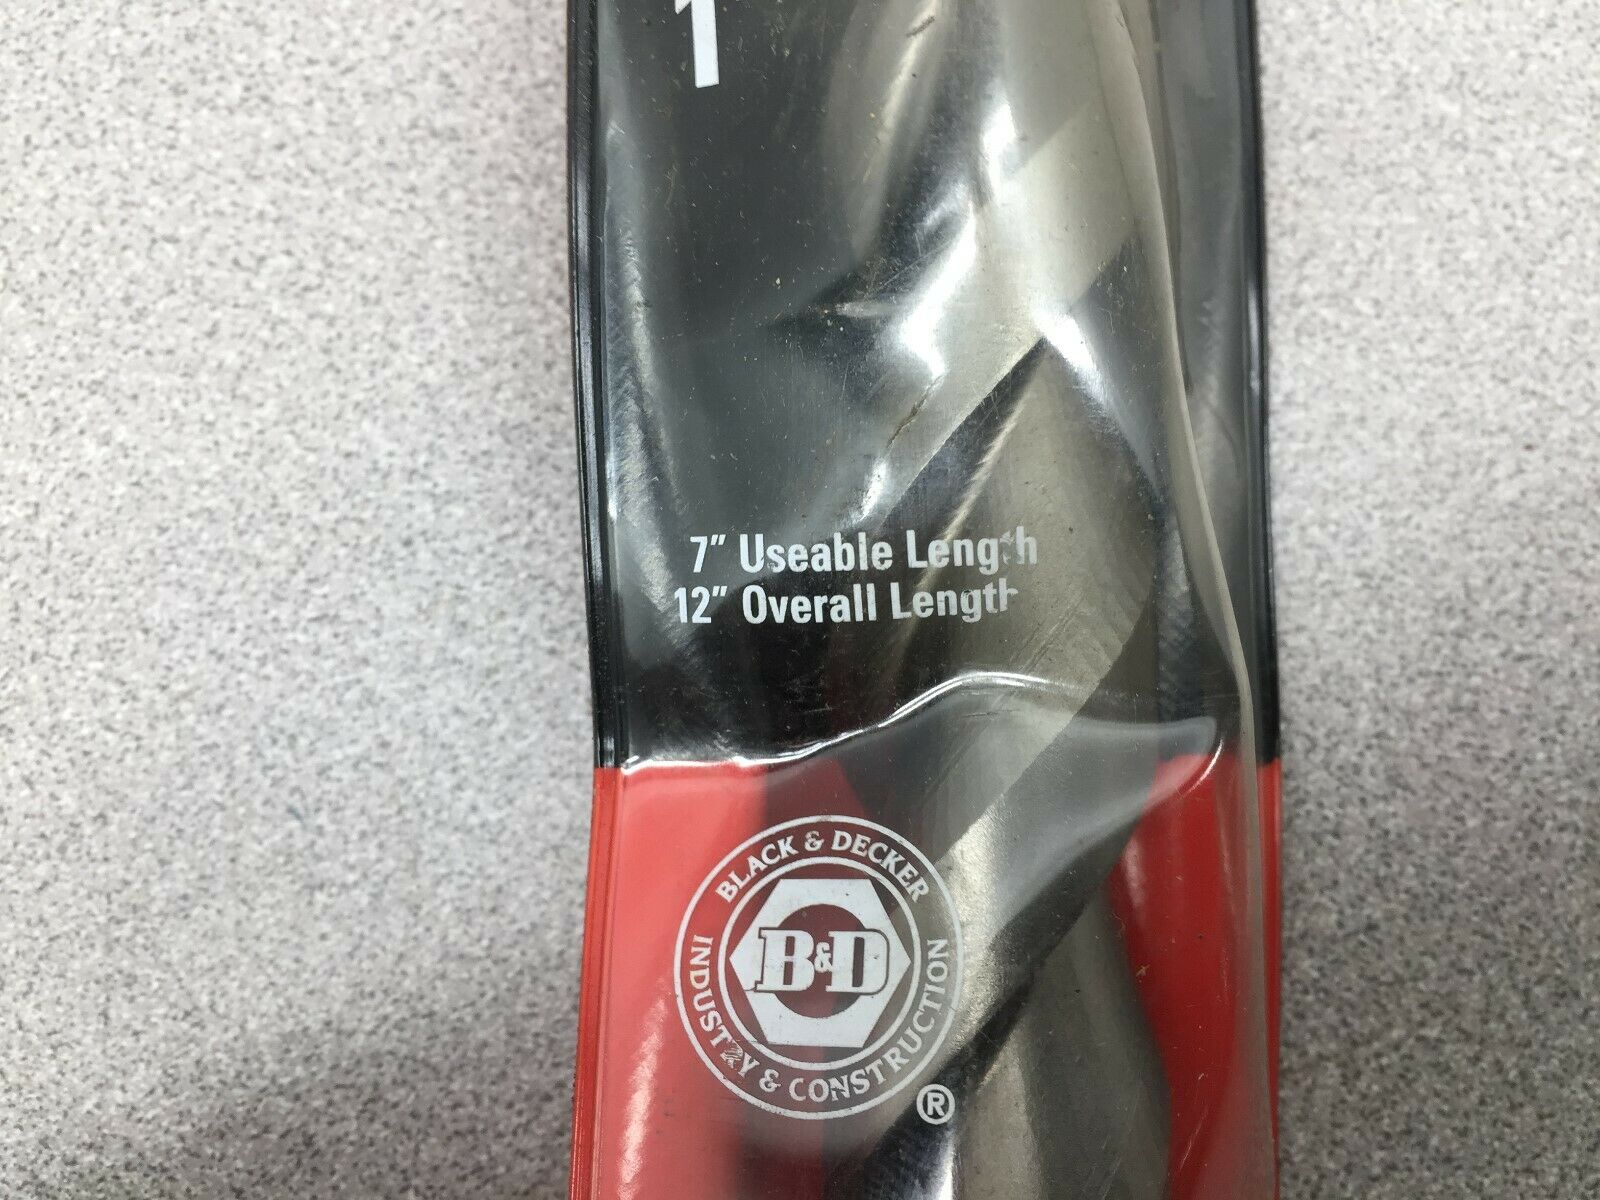 1
7" Useable Length
12" Overall Length
BLACK & DECKER
B&D
INDUSTRY & CONSTRUCTION
®